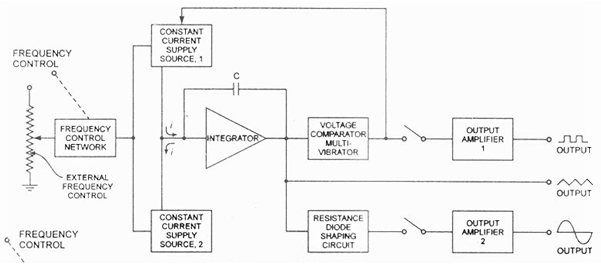 FREQUENCY
CONTROL
FREQUENCY
CONTROL
NETWORK
EXTERNAL
FREQUENCY
CONTROL
FREQUENCY
CONTROL
CONSTANT
CURRENT
SUPPLY
SOURCE, 1
C
i
i
INTEGRATOR
CONSTANT
CURRENT
SUPPLY
SOURCE, 2
VOLTAGE
COMPARATOR
MULTI-
VIBRATOR
OUTPUT
AMPLIFIER
1
OUTPUT
OUTPUT
RESISTANCE
DIODE
SHAPING
CIRCUIT
OUTPUT
AMPLIFIER
2
OUTPUT